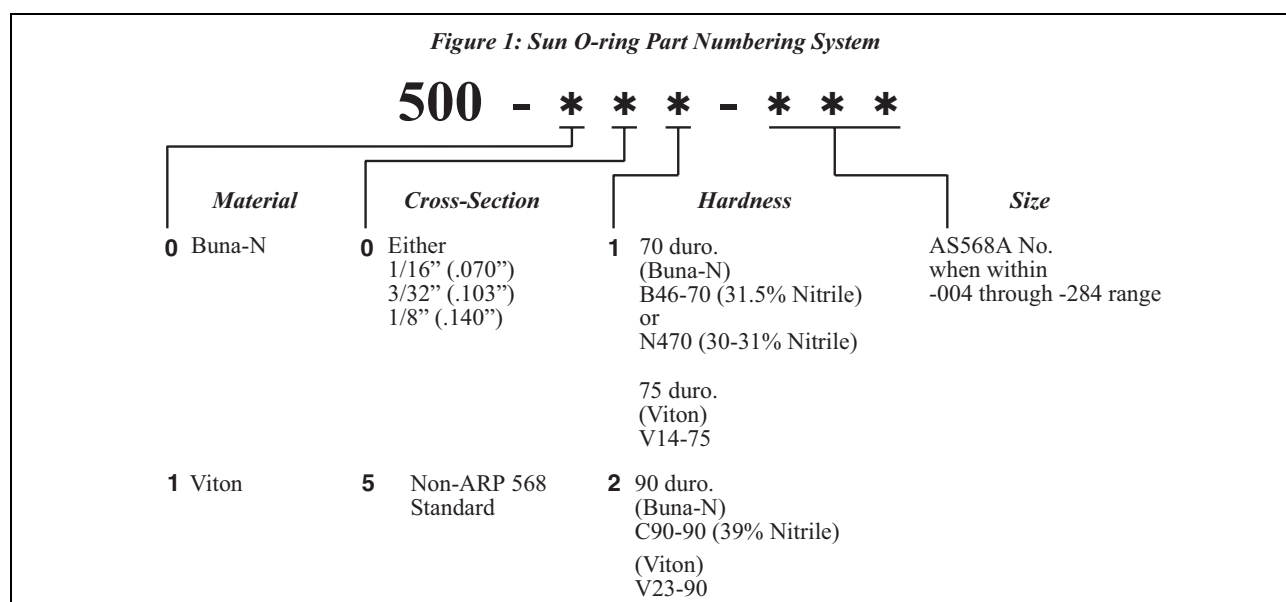 Figure 1: Sun O-ring Part Numbering System
500 - * * * - * * *
Material Cross-Section Hardness Size
0 Buna-N 0 Either 1 70 duro. AS568A No.
1/16” (.070”) (Buna-N) when within
3/32” (.103”) B46-70 (31.5% Nitrile) -004 through -284 range
1/8” (.140”) or
N470 (30-31% Nitrile)
75 duro.
(Viton)
V14-75
1 Viton 5 Non-ARP 568 2 90 duro.
Standard (Buna-N)
C90-90 (39% Nitrile)
(Viton)
V23-90